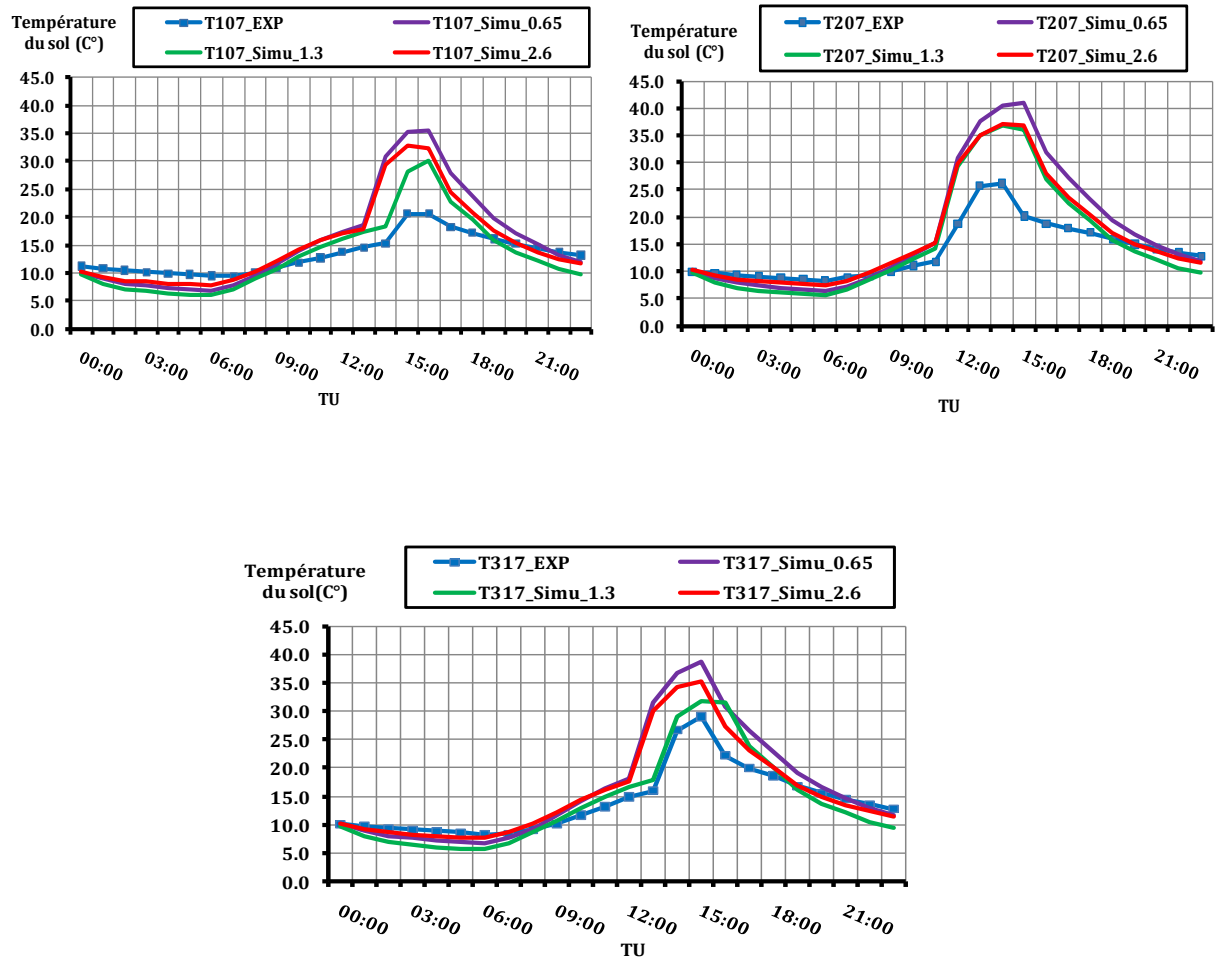 Température
du sol (C°)
T107_EXP
T107_Simu_0.65
T107_Simu_1.3
T107_Simu_2.6
45.0
40.0
35.0
30.0
25.0
20.0
15.0
10.0
5.0
0.0
00:00
03:00
06:00
09:00
12:00
15:00
18:00
21:00
TU
Température
du sol (C°)
T207_EXP
T207_Simu_0.65
T207_Simu_1.3
T207_Simu_2.6
45.0
40.0
35.0
30.0
25.0
20.0
15.0
10.0
5.0
0.0
00:00
03:00
06:00
09:00
12:00
15:00
18:00
21:00
TU
Température
du sol(C°)
T317_EXP
T317_Simu_0.65
T317_Simu_1.3
T317_Simu_2.6
45.0
40.0
35.0
30.0
25.0
20.0
15.0
10.0
5.0
0.0
00:00
03:00
06:00
09:00
12:00
15:00
18:00
21:00
TU